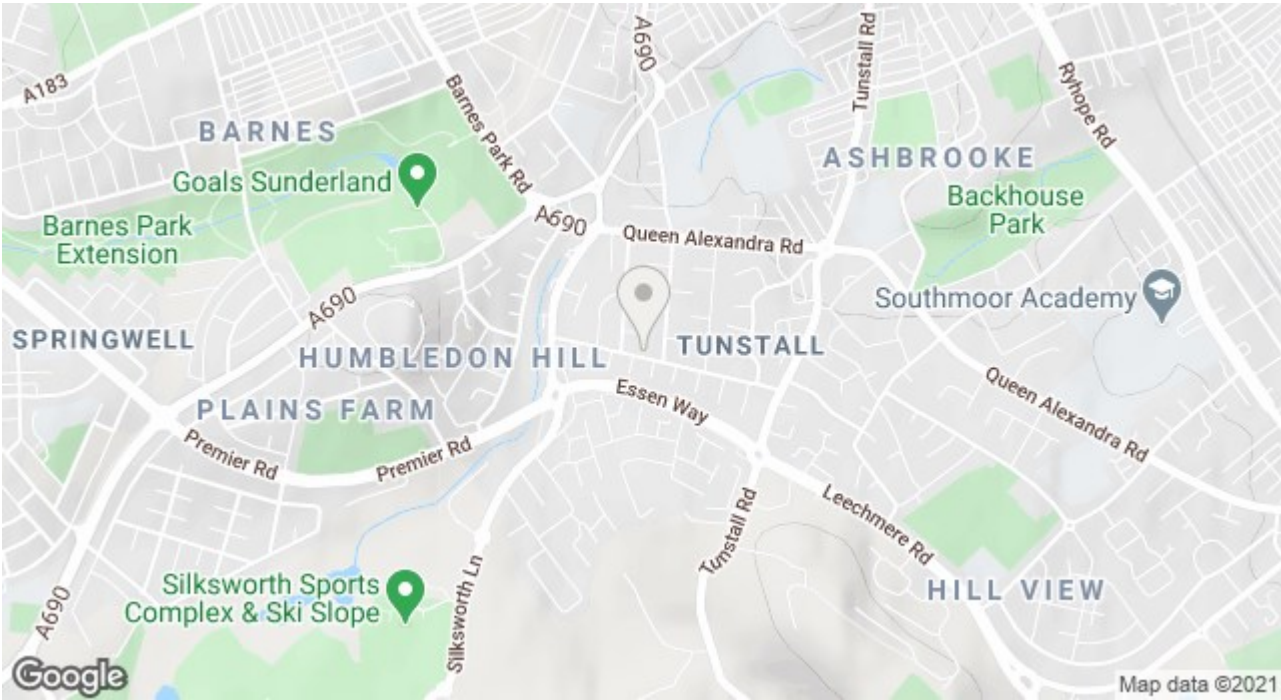 A690
Tunstall Rd
A183
Barnes Park Rd
Ryhope Rd
BARNES
ASHBROOKE
Goals Sunderland
Backhouse
Park
Barnes Park
Extension
A690
Queen Alexandra Rd
Southmoor Academy
A690
SPRINGWELL
HUMBLEDON HILL
TUNSTALL
PLAINS FARM
Essen Way
Queen Alexandra Rd
Premier Rd
Premier Rd
Leechmere Rd
Tunstall Rd
Silksworth Sports
Complex & Ski Slope
A690
Silksworth Ln
HILL VIEW
Google
Map data ©2021